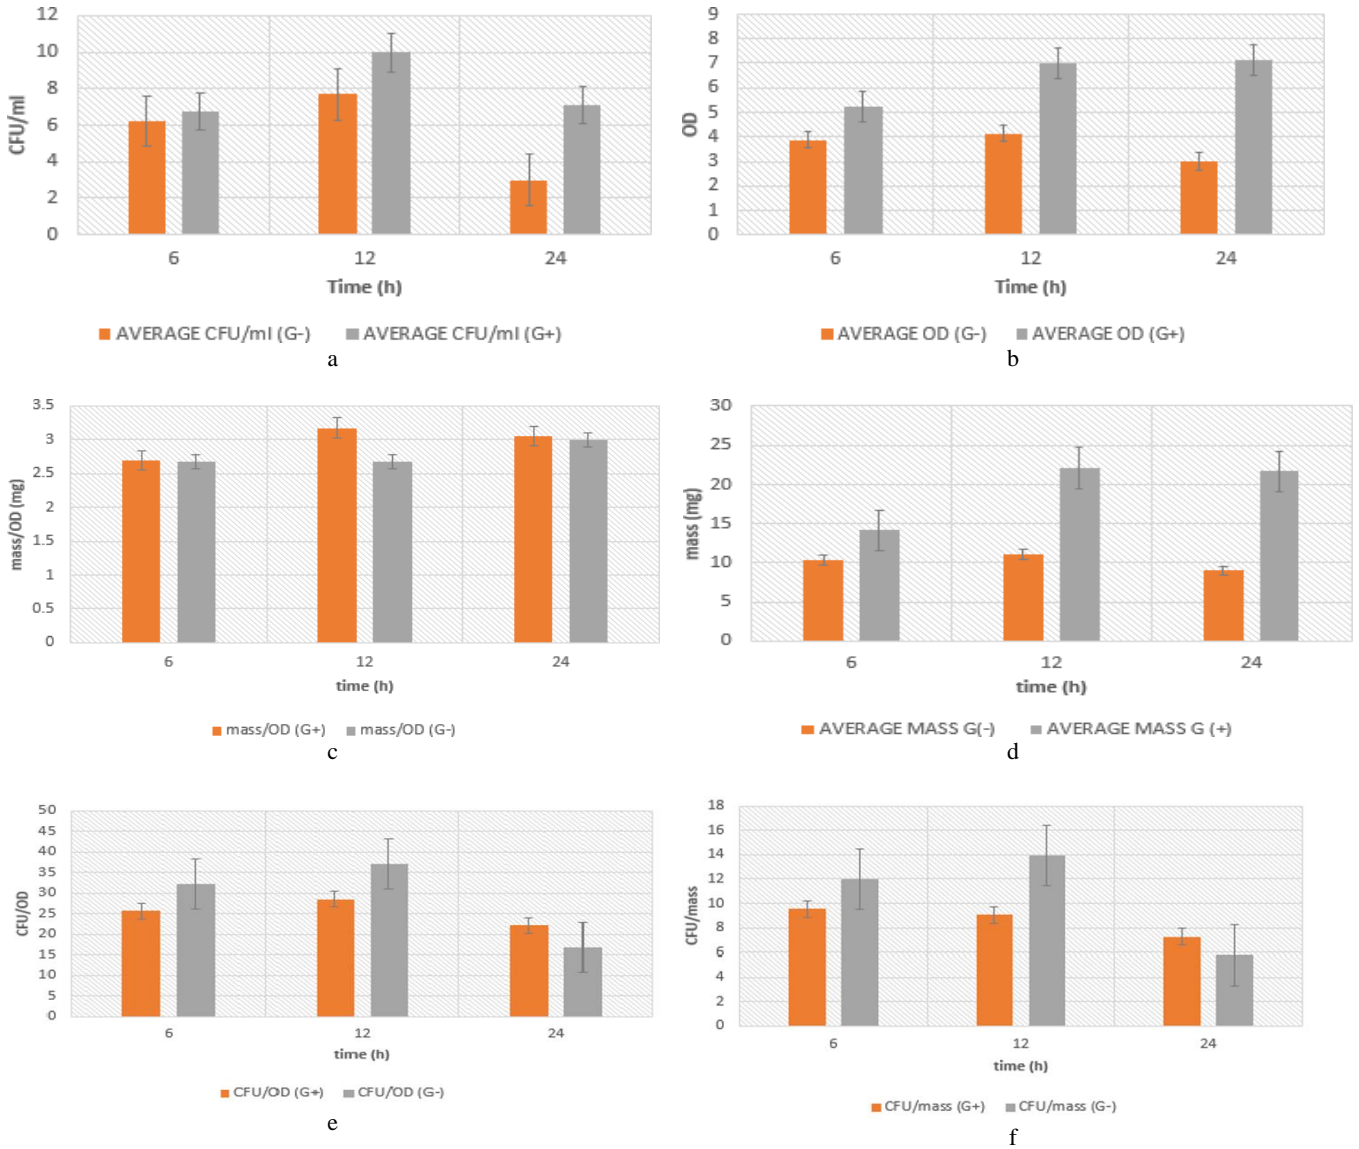 12
10
8
6
4
2
0
CFU/ml
6 12 24
Time (h)
AVERAGE CFU/ml (G-) AVERAGE CFU/ml (G+)
a
9
8
7
6
5
4
3
2
1
0
OD
6 12 24
Time (h)
AVERAGE OD (G-) AVERAGE OD (G+)
b
3.5
3
2.5
2
1.5
1
0.5
0
mass/OD (mg)
6 12 24
time (h)
mass/OD (G+) mass/OD (G-)
c
30
25
20
15
10
5
0
mass (mg)
6 12 24
time (h)
AVERAGE MASS G(-) AVERAGE MASS G (+)
d
50
45
40
35
30
25
20
15
10
5
0
CFU/OD
6 12 24
time (h)
CFU/OD (G+) CFU/OD (G-)
e
18
16
14
12
10
8
6
4
2
0
CFU/mass
6 12 24
time (h)
CFU/mass (G+) CFU/mass (G-)
f